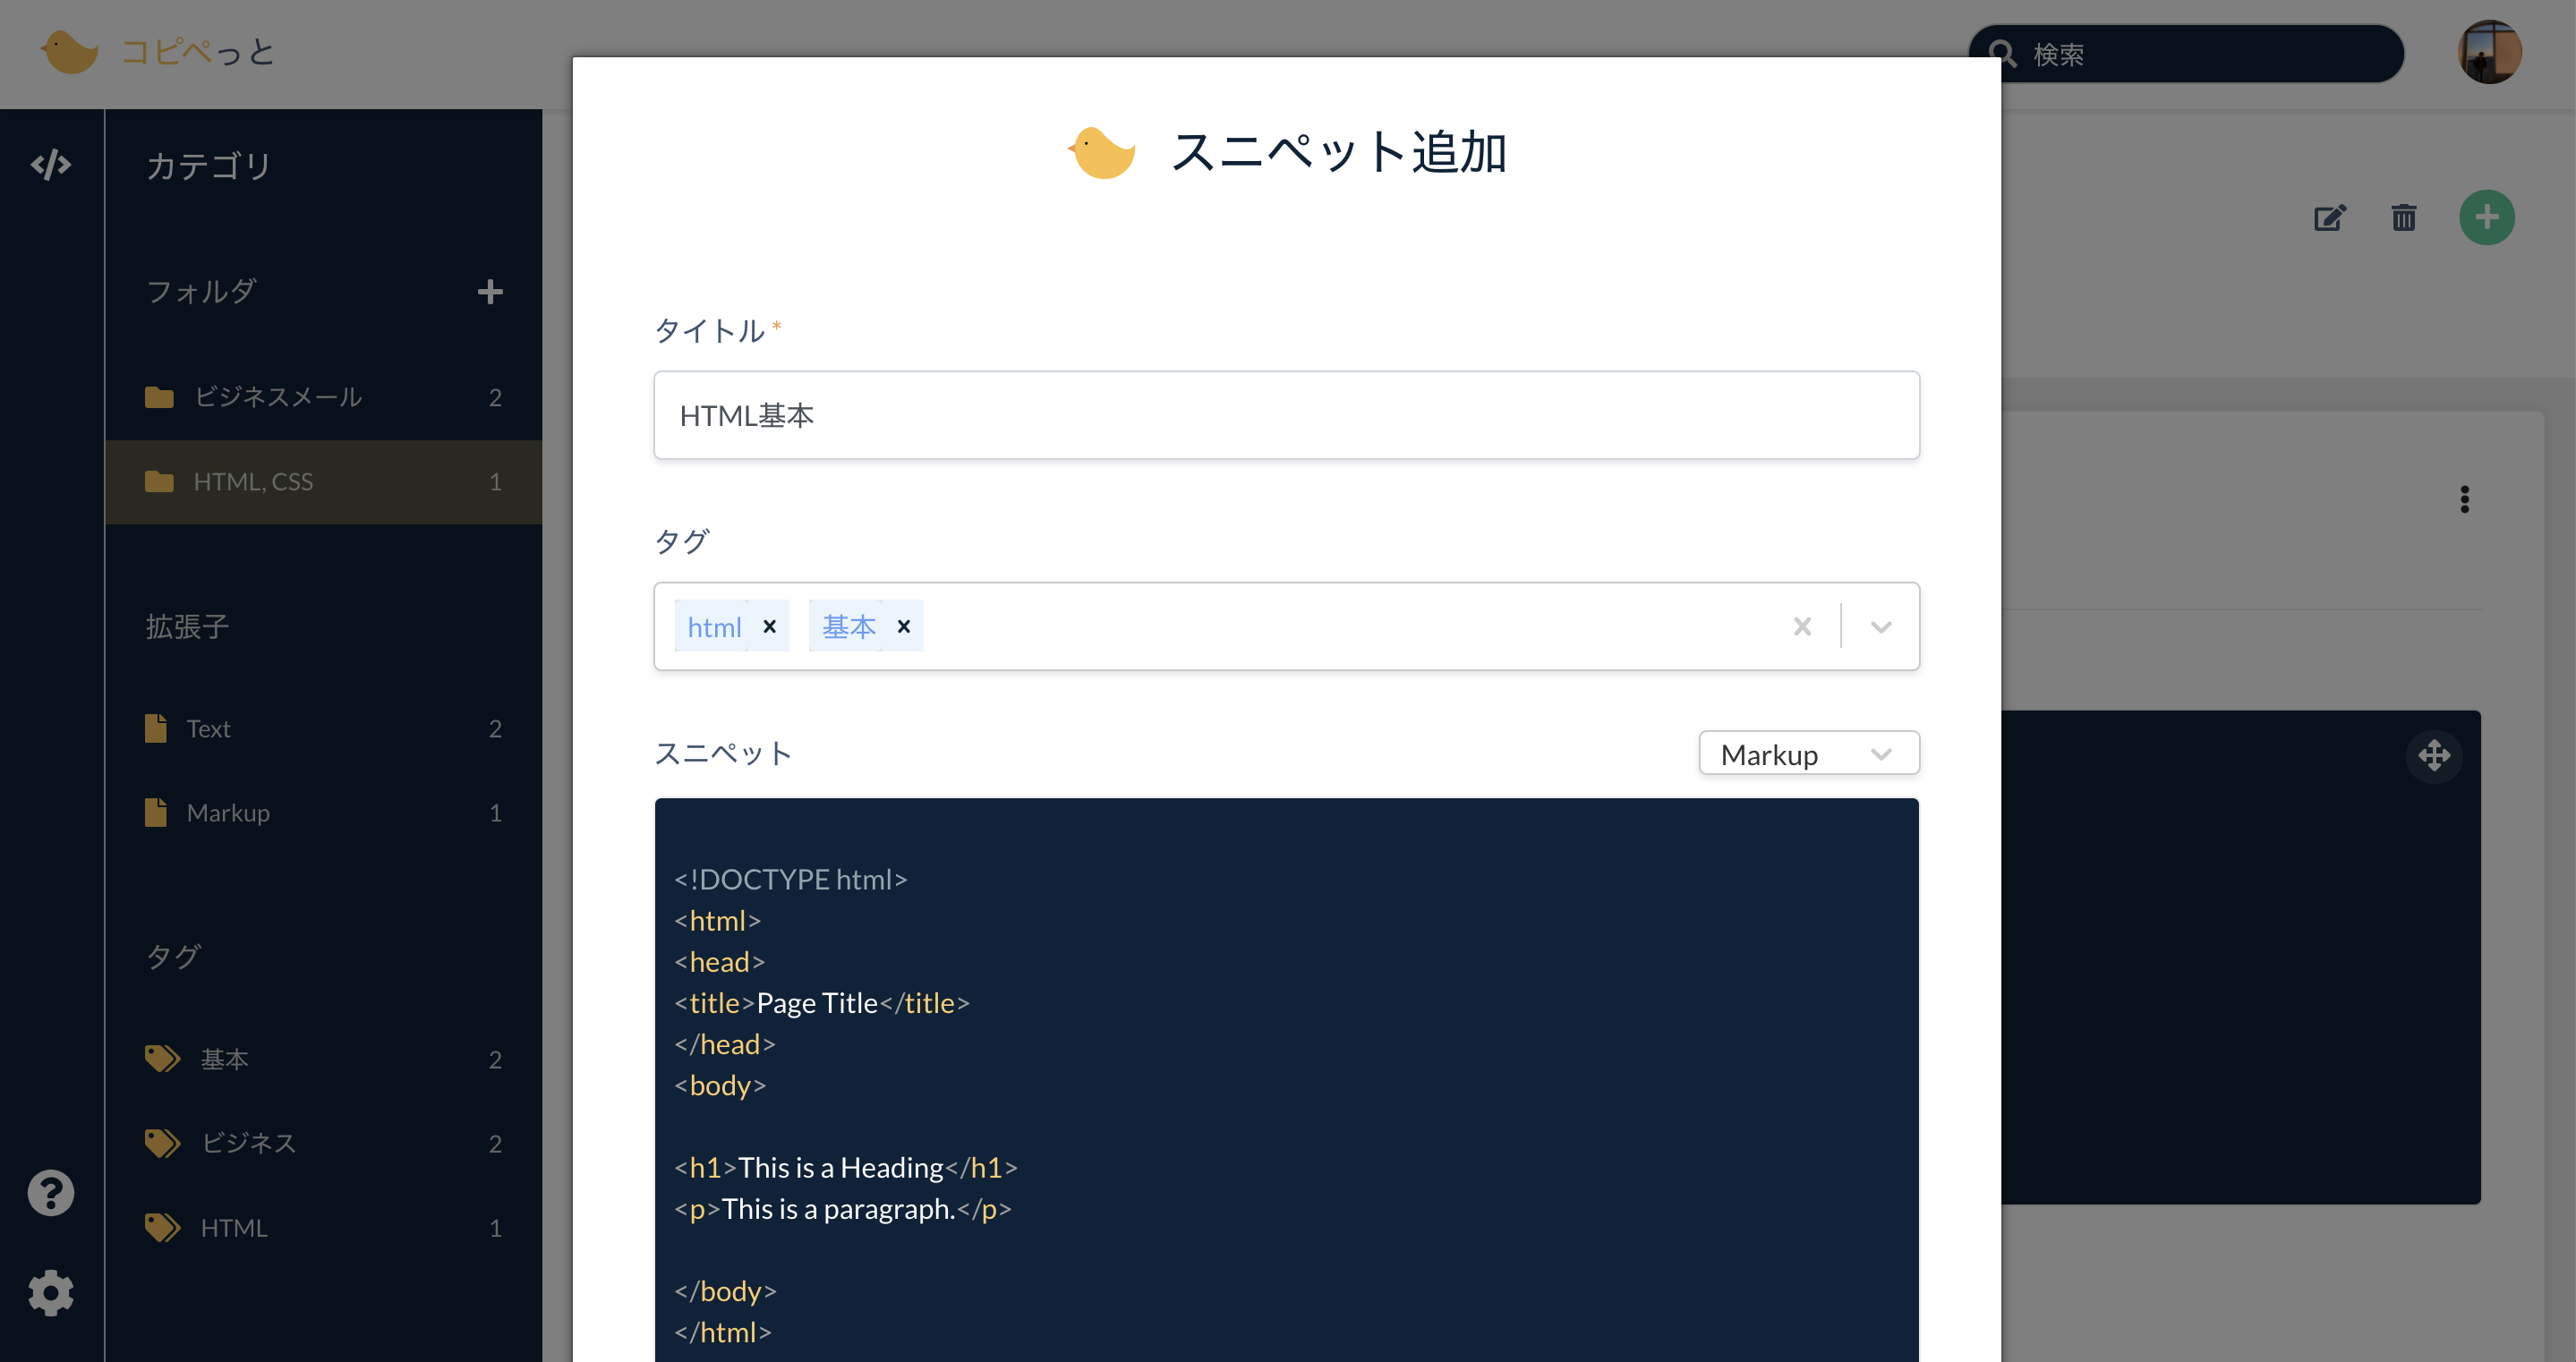 コピペっと
検索
カテゴリ
フォルダ
ビジネスメール 2
HTML, CSS 1
拡張子
Text 2
Markup 1
タグ
基本 2
ビジネス 2
HTML 1
スニペット追加
タイトル*
HTML基本
タグ
html × 基本 ×
スニペット Markup
<!DOCTYPE html>
<html>
<head>
<title>Page Title</title>
</head>
<body>
<h1>This is a Heading</h1>
<p>This is a paragraph.</p>
</body>
</html>